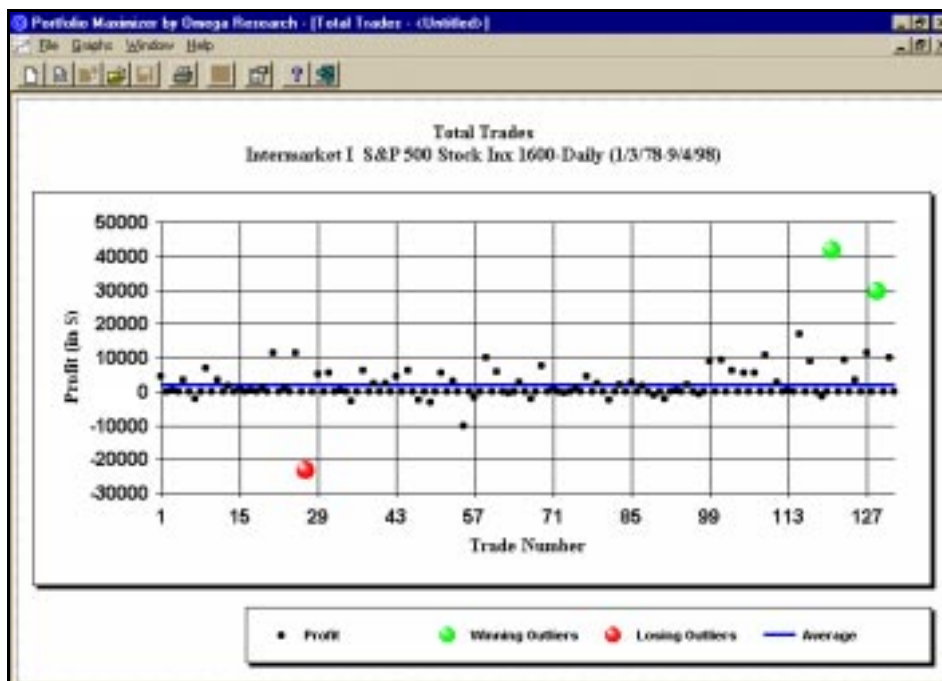 Portfolio Maximizer by Omega Research - [Total Trades - <Untitled>]
File Graphs Window Help
Total Trades
Intermarket I S&P 500 Stock Inx 1600-Daily (1/3/78-9/4/98)
50000
40000
30000
20000
10000
0
-10000
-20000
-30000
Profit (in $)
1 15 29 43 57 71 85 99 113 127
Trade Number
Profit Winning Outliers Losing Outliers Average